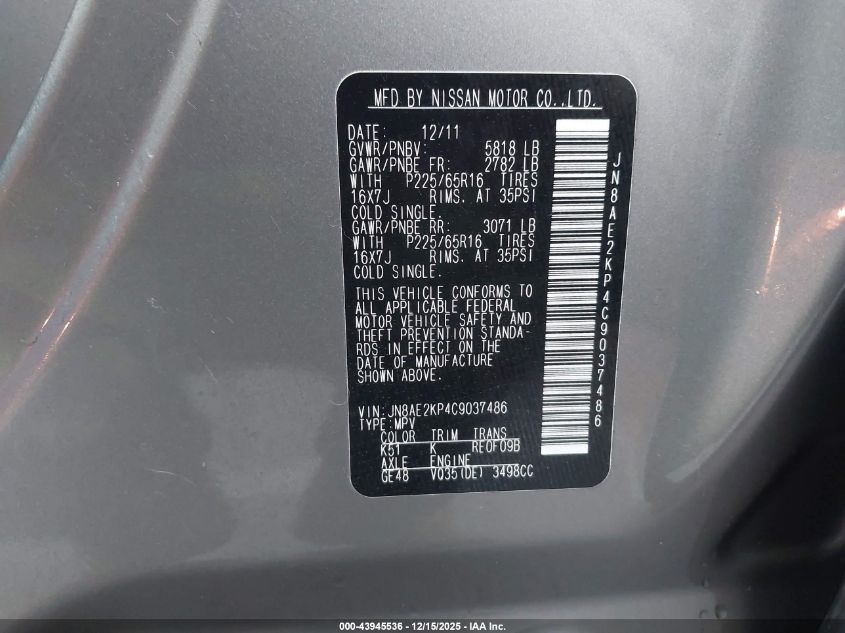 MFD BY NISSAN MOTOR CO.,LTD.
DATE: 12/11
GVWR/PNBV: 5818 LB
GAWR/PNBE FR: 2782 LB
WITH P225/65R16 TIRES
16X7J RIMS. AT 35PSI
COLD SINGLE.
GAWR/PNBE RR: 3071 LB
WITH P225/65R16 TIRES
16X7J RIMS. AT 35PSI
COLD SINGLE.
THIS VEHICLE CONFORMS TO
ALL APPLICABLE FEDERAL
MOTOR VEHICLE SAFETY AND
THEFT PREVENTION STANDA-
RDS IN EFFECT ON THE
DATE OF MANUFACTURE
SHOWN ABOVE.
VIN:JN8AE2KP4C9037486
TYPE:MPV
COLOR TRIM TRANS
K51 K RE0F09B
AXLE ENGINE
GE48 VQ35(DE) 3498CC
JN8AE2KP4C9037486
000-43945536 - 12/15/2025 - IAA Inc.